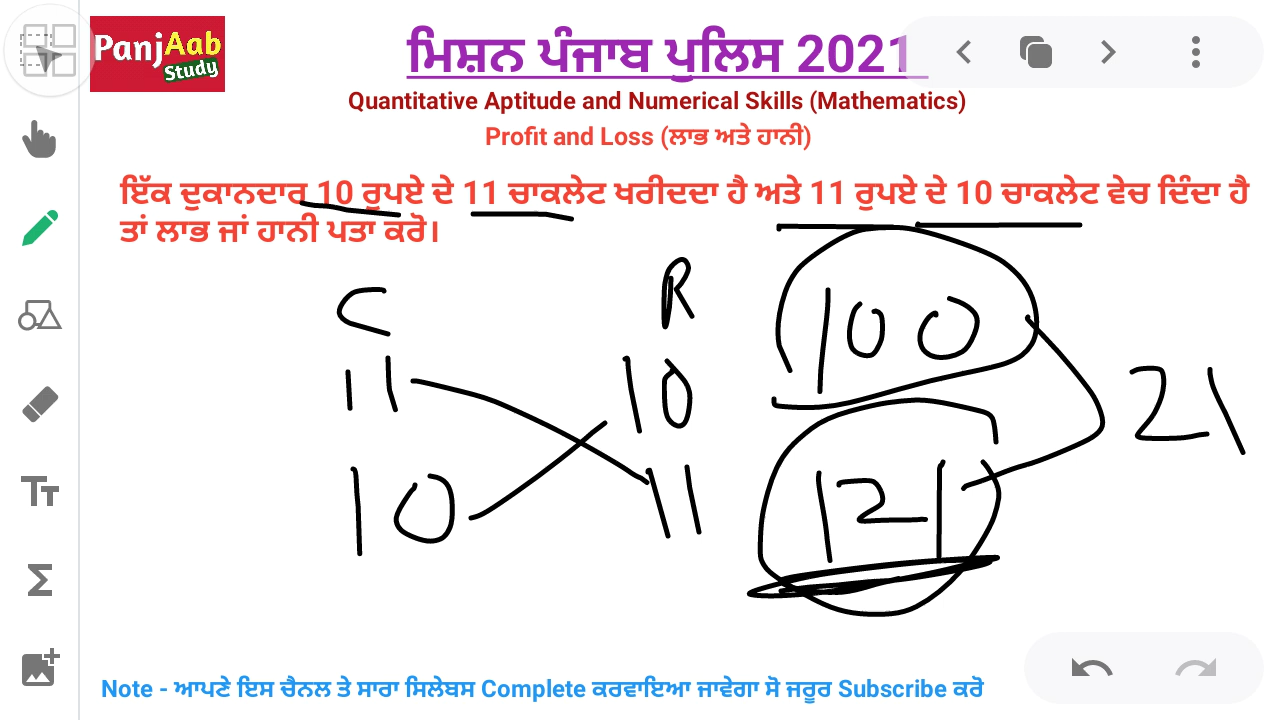 PanjAab
Study
ਮਿਸ਼ਨ ਪੰਜਾਬ ਪੁਲਿਸ 2021
Quantitative Aptitude and Numerical Skills (Mathematics)
Profit and Loss (ਲਾਭ ਅਤੇ ਹਾਨੀ)
ਇੱਕ ਦੁਕਾਨਦਾਰ 10 ਰੁਪਏ ਦੇ 11 ਚਾਕਲੇਟ ਖਰੀਦਦਾ ਹੈ ਅਤੇ 11 ਰੁਪਏ ਦੇ 10 ਚਾਕਲੇਟ ਵੇਚ ਦਿੰਦਾ ਹੈ
ਤਾਂ ਲਾਭ ਜਾਂ ਹਾਨੀ ਪਤਾ ਕਰੋ।
C R 100
11 10 21
10 11 121
Tт
Σ
Note - ਆਪਣੇ ਇਸ ਚੈਨਲ ਤੇ ਸਾਰਾ ਸਿਲੇਬਸ Complete ਕਰਵਾਇਆ ਜਾਵੇਗਾ ਸੋ ਜਰੂਰ Subscribe ਕਰੋ